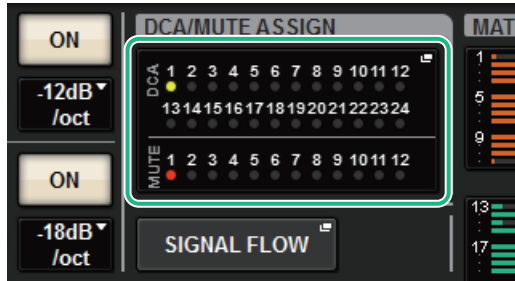 ON
-12dB
/oct
ON
-18dB
/oct
DCA/MUTE ASSIGN
DCA
1 2 3 4 5 6 7 8 9 10 11 12
13 14 15 16 17 18 19 20 21 22 23 24
MUTE
1 2 3 4 5 6 7 8 9 10 11 12
SIGNAL FLOW
MAT
1
5
9
13
17